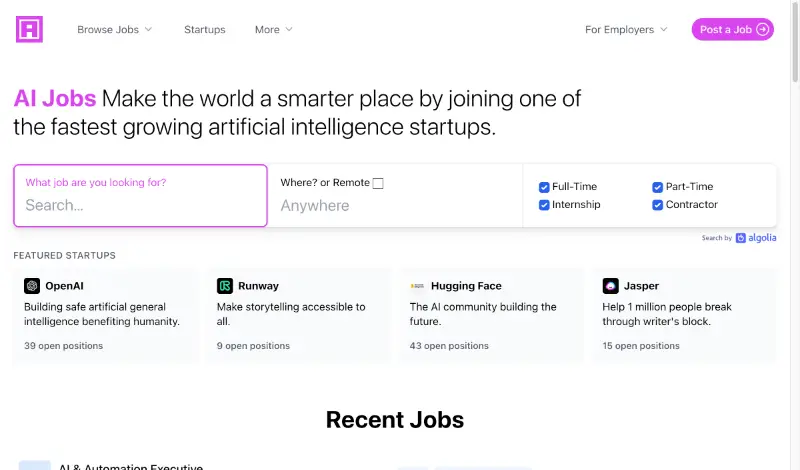 Browse Jobs
Startups
More
For Employers
Post a Job
AI Jobs Make the world a smarter place by joining one of
the fastest growing artificial intelligence startups.
What job are you looking for?
Search...
Where? or Remote
Anywhere
Full-Time
Part-Time
Internship
Contractor
Search by algolia
FEATURED STARTUPS
OpenAI
Building safe artificial general
intelligence benefiting humanity.
39 open positions
Runway
Make storytelling accessible to
all.
9 open positions
Hugging Face
The AI community building the
future.
43 open positions
Jasper
Help 1 million people break
through writer's block.
15 open positions
Recent Jobs
AI & Automation Executive